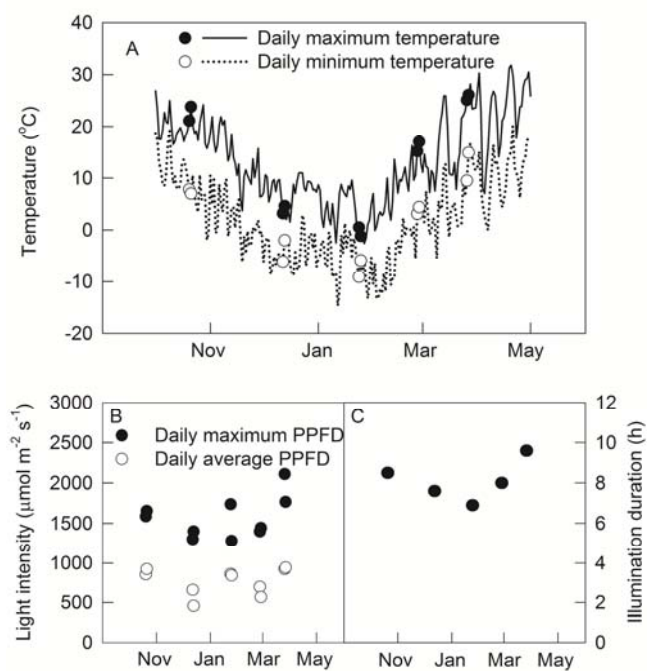 A
Daily maximum temperature
Daily minimum temperature
Temperature (°C)
40
30
20
10
0
-10
-20
Nov Jan Mar May
B
Daily maximum PPFD
Daily average PPFD
Light intensity (μmol m⁻² s⁻¹)
3000
2500
2000
1500
1000
500
0
Nov Jan Mar May
C
Illumination duration (h)
12
10
8
6
4
2
0
Nov Jan Mar May